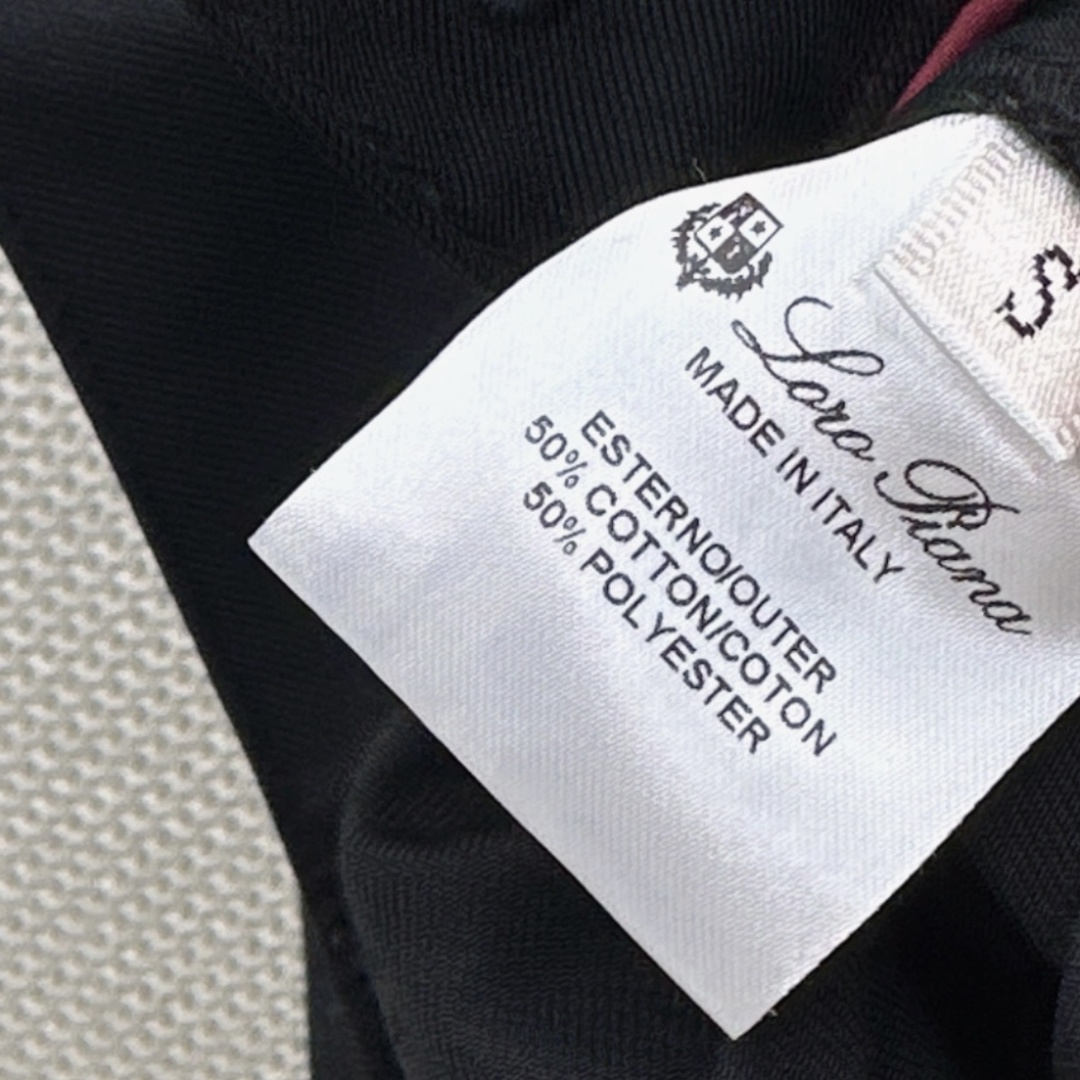 Loro Piana
MADE IN ITALY
ESTERNO/OUTER
50% COTTON/COTON
50% POLYESTER
S